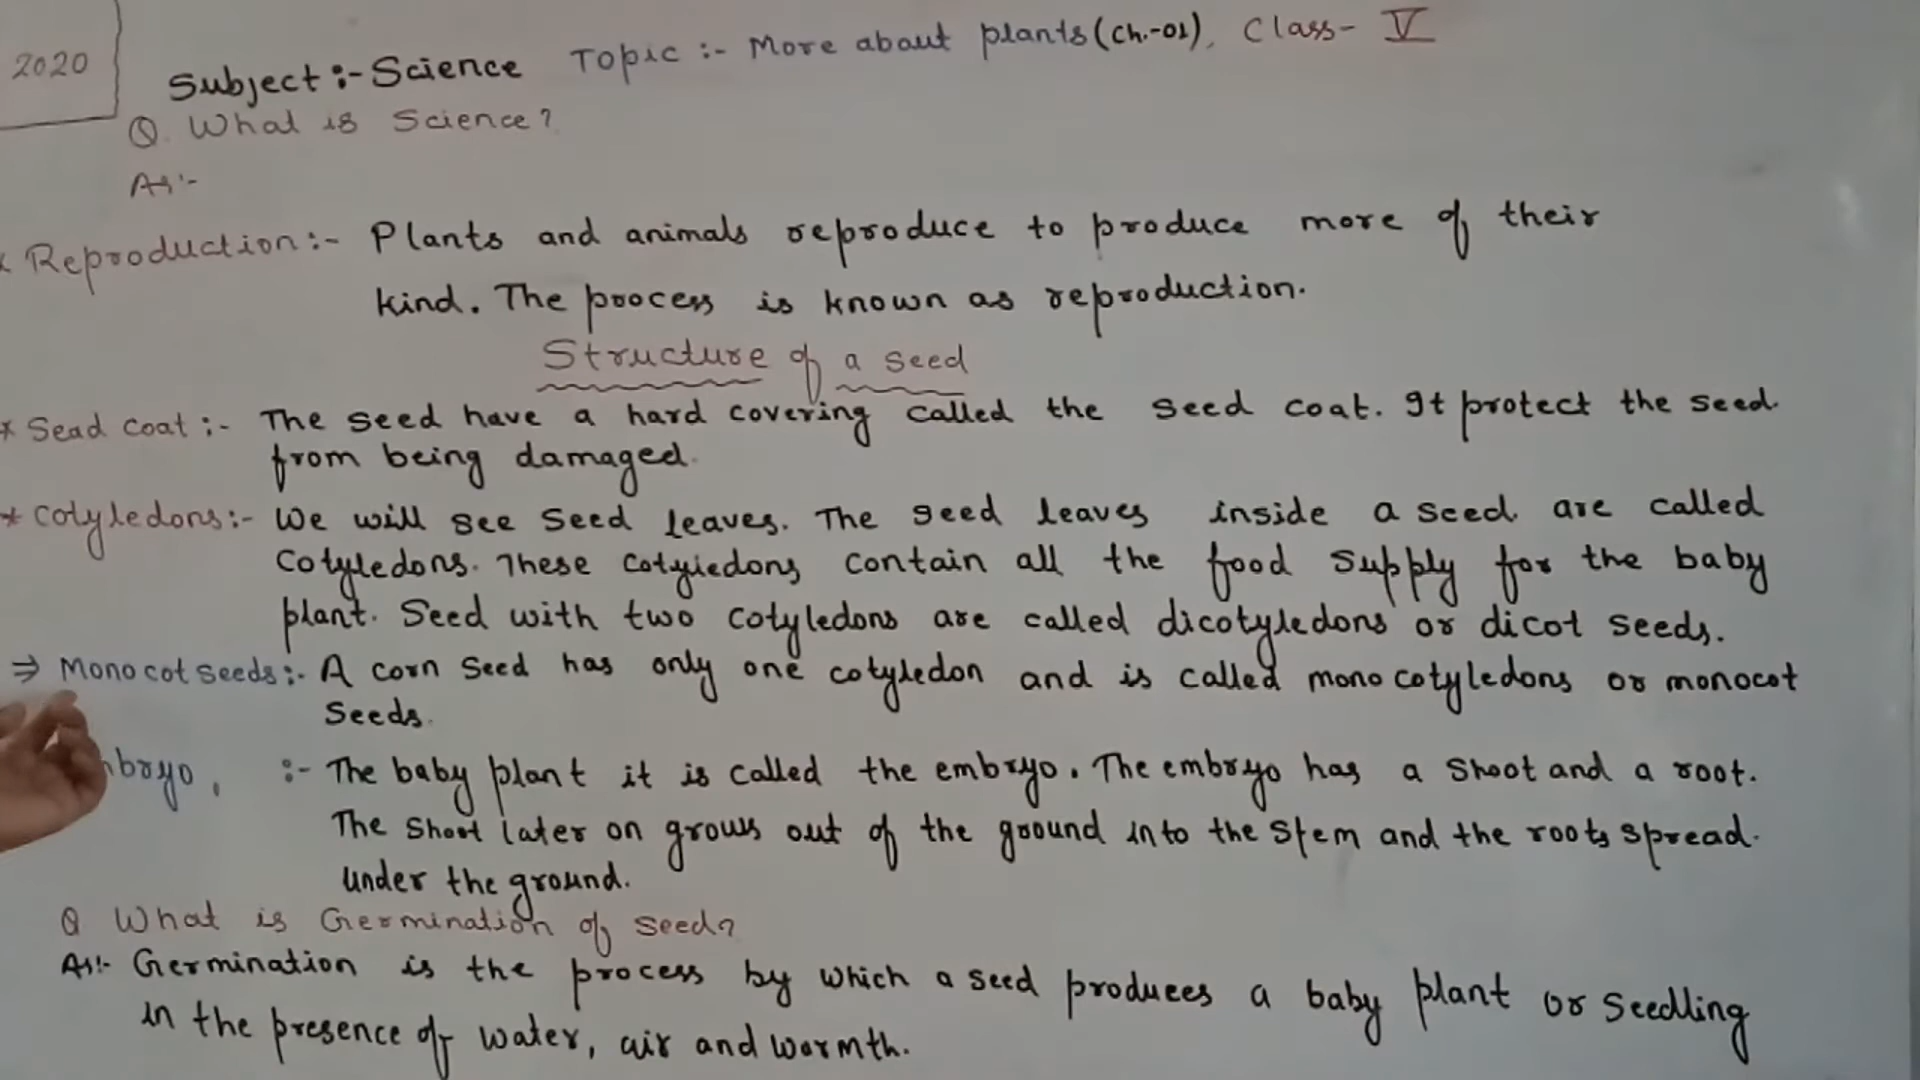 2020
Subject:- Science Topic :- More about plants (Ch.-01), Class- V
Q. What is Science?
As:-
* Reproduction:- Plants and animals reproduce to produce more of their
kind. The process is known as reproduction.
Structure of a seed
* Sead coat :- The seed have a hard covering called the seed coat. It protect the seed.
from being damaged.
* Cotyledons:- We will see seed leaves. The seed leaves inside a seed. are called
Cotyledons. These cotyledons contain all the food supply for the baby
plant. Seed with two cotyledons are called dicotyledons or dicot seeds.
⇒ Monocot seeds:- A corn seed has only one cotyledon and is called mono cotyledons or monocot
Seeds.
mbryo, :- The baby plant it is called the embryo. The embryo has a shoot and a root.
The shoot later on grows out of the ground into the stem and the roots spread.
under the ground.
Q What is Germination of seed?
As:- Germination is the process by which a seed produces a baby plant or seedling
in the presence of water, air and warmth.